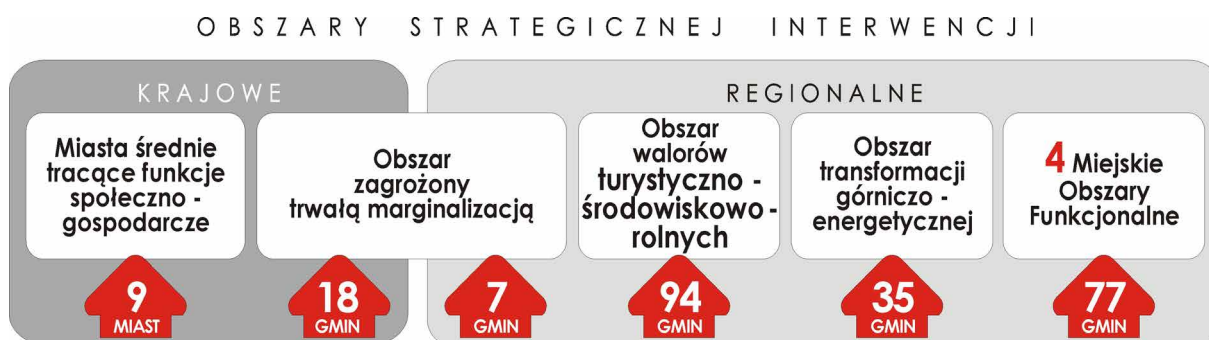 OBSZARY STRATEGICZNEJ INTERWENCJI
KRAJOWE
Miasta średnie
tracące funkcje
społeczno -
gospodarcze
9
MIAST
Obszar
zagrożony
trwałą marginalizacją
18
GMIN
REGIONALNE
7
GMIN
Obszar
walorów
turystyczno -
środowiskowo -
rolnych
94
GMIN
Obszar
transformacji
górniczo -
energetycznej
35
GMIN
4 Miejskie
Obszary
Funkcjonalne
77
GMIN